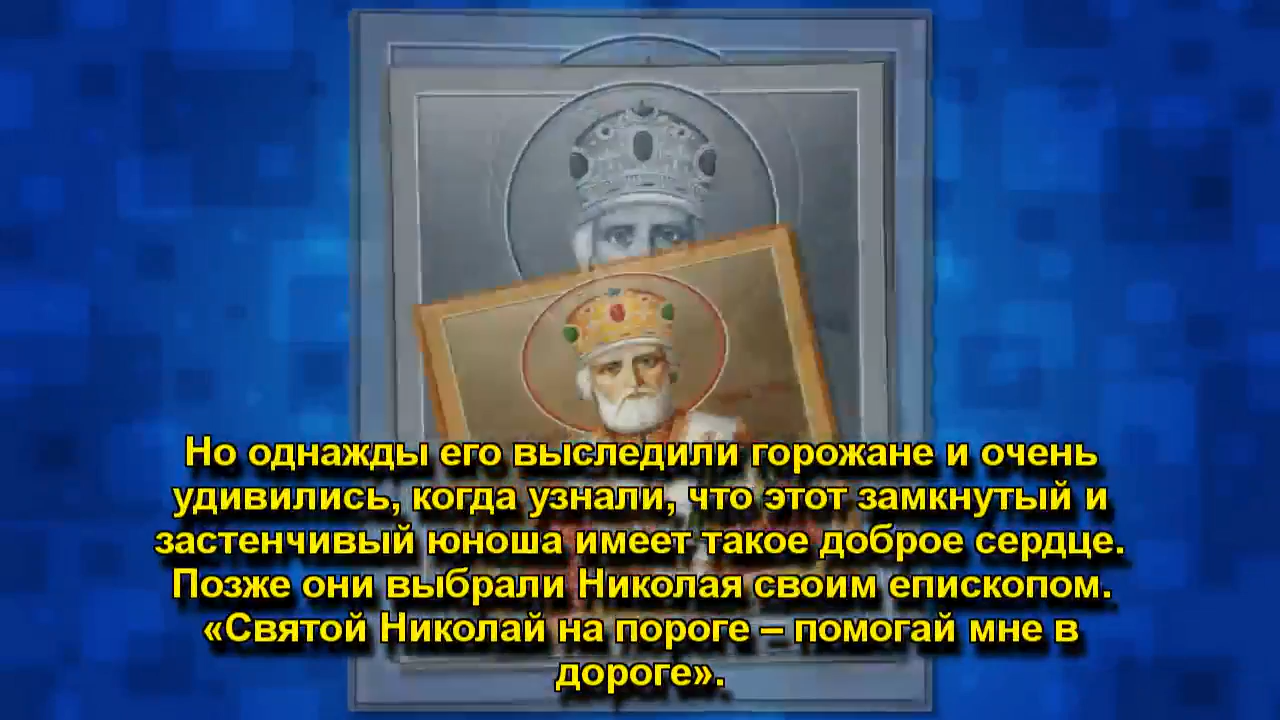 Но однажды его выследили горожане и очень
удивились, когда узнали, что этот замкнутый и
застенчивый юноша имеет такое доброе сердце.
Позже они выбрали Николая своим епископом.
«Святой Николай на пороге – помогай мне в
дороге».